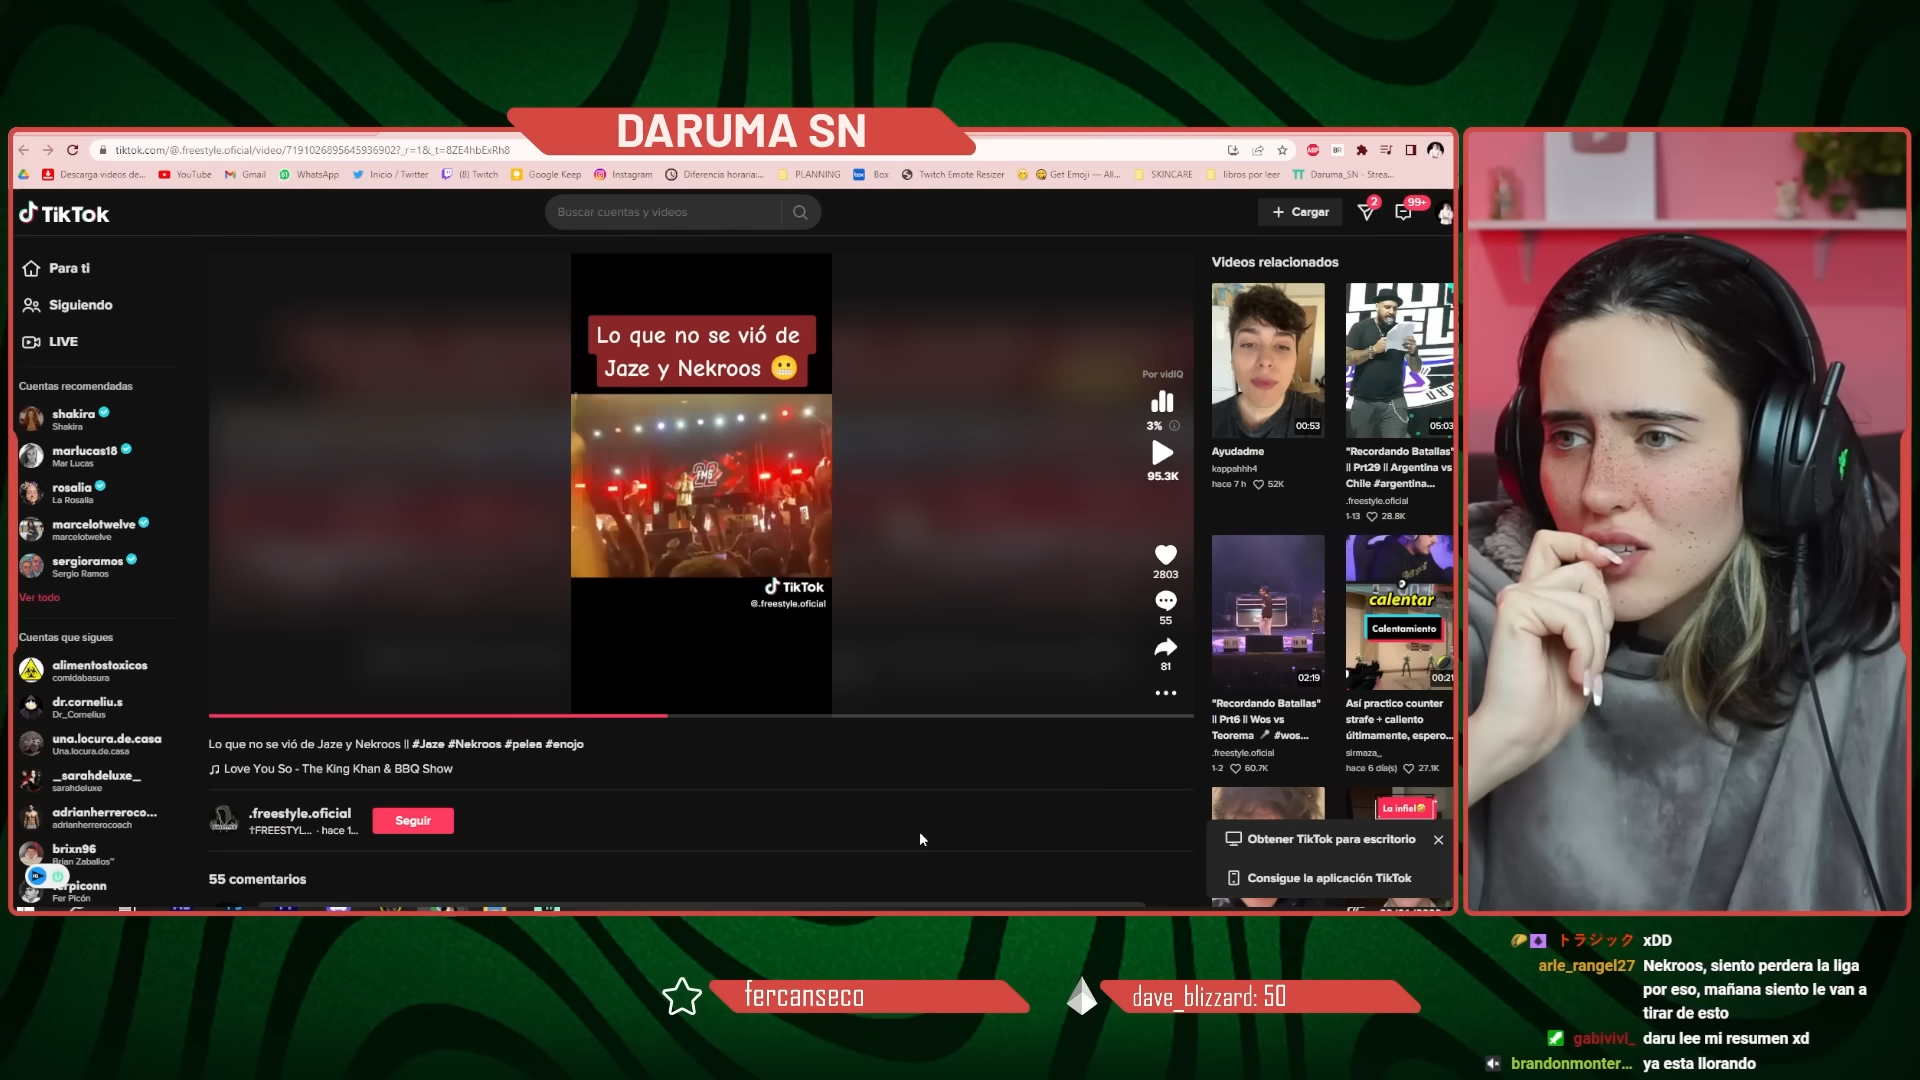 DARUMA SN
tiktok.com/@.freestyle.oficial/video/7191026895645936902?_r=1&_t=8ZE4hbExRh8
Descarga videos de...
YouTube
Gmail
WhatsApp
Inicio / Twitter
(8) Twitch
Google Keep
Instagram
Diferencia horaria:...
PLANNING
Box
Twitch Emote Resizer
Get Emoji — All...
SKINCARE
libros por leer
Daruma_SN - Strea...
TikTok
Buscar cuentas y videos
Cargar
2
99+
Para ti
Siguiendo
LIVE
Cuentas recomendadas
shakira
Shakira
marlucas18
Mar Lucas
rosalia
La Rosalia
marcelotwelve
marcelotwelve
sergioramos
Sergio Ramos
Ver todo
Cuentas que sigues
alimentostoxicos
comidabasura
dr.corneliu.s
Dr_Cornelius
una.locura.de.casa
Una.locura.de.casa
_sarahdeluxe_
sarahdeluxe
adrianherreroco...
adrianherrerocoach
brixn96
Brian Zaballos™
ferpiconn
Fer Picón
Lo que no se vió de
Jaze y Nekroos 😬
FMS
22
TikTok
@.freestyle.oficial
Por vidIQ
3%
95.3K
2803
55
81
Lo que no se vió de Jaze y Nekroos || #Jaze #Nekroos #pelea #enojo
Love You So - The King Khan & BBQ Show
.freestyle.oficial
†FREESTYL... · hace 1...
Seguir
55 comentarios
Videos relacionados
00:53
Ayudadme
kappahhh4
hace 7 h 52K
05:03
"Recordando Batallas"
|| Prt29 || Argentina vs
Chile #argentina...
.freestyle.oficial
1-13 28.8K
02:19
"Recordando Batallas"
|| Prt6 || Wos vs
Teorema 🎤 #wos...
.freestyle.oficial
1-2 60.7K
calentar
Calentamiento
00:21
Así practico counter
strafe + caliento
últimamente, espero...
sirmaza_
hace 6 día(s) 27.1K
La infiel🤣
Obtener TikTok para escritorio
Consigue la aplicación TikTok
fercanseco
dave_blizzard: 50
トラジック xDD
arle_rangel27 Nekroos, siento perdera la liga
por eso, mañana siento le van a
tirar de esto
gabivivi_ daru lee mi resumen xd
brandonmonter... ya esta llorando